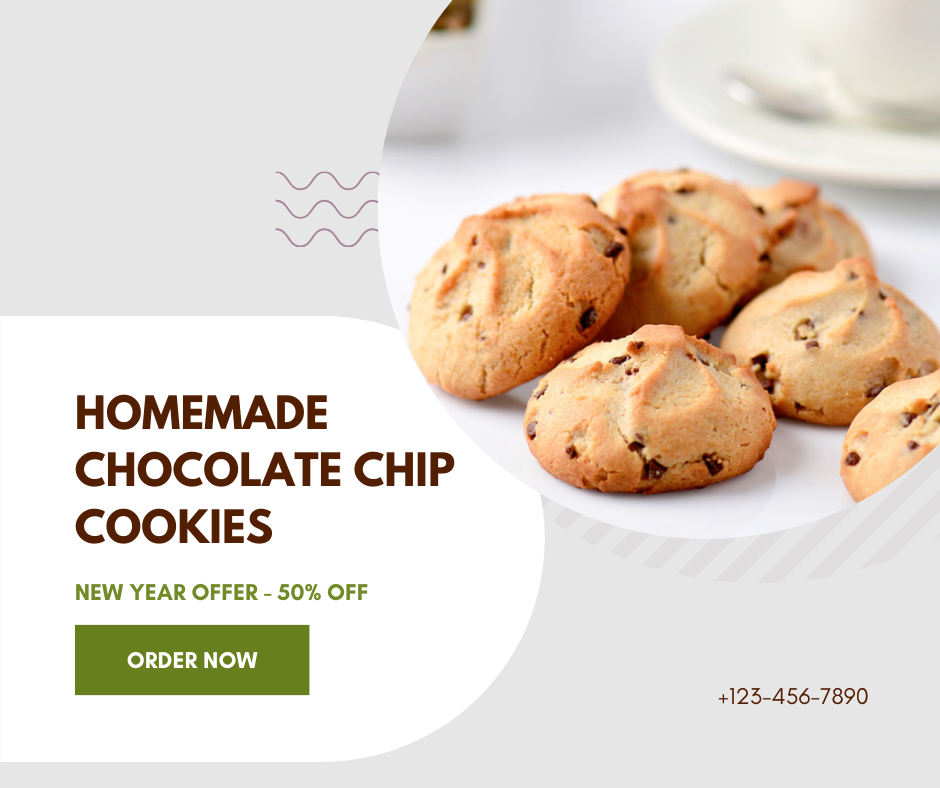 HOMEMADE
CHOCOLATE CHIP
COOKIES
NEW YEAR OFFER - 50% OFF
ORDER NOW
+123-456-7890